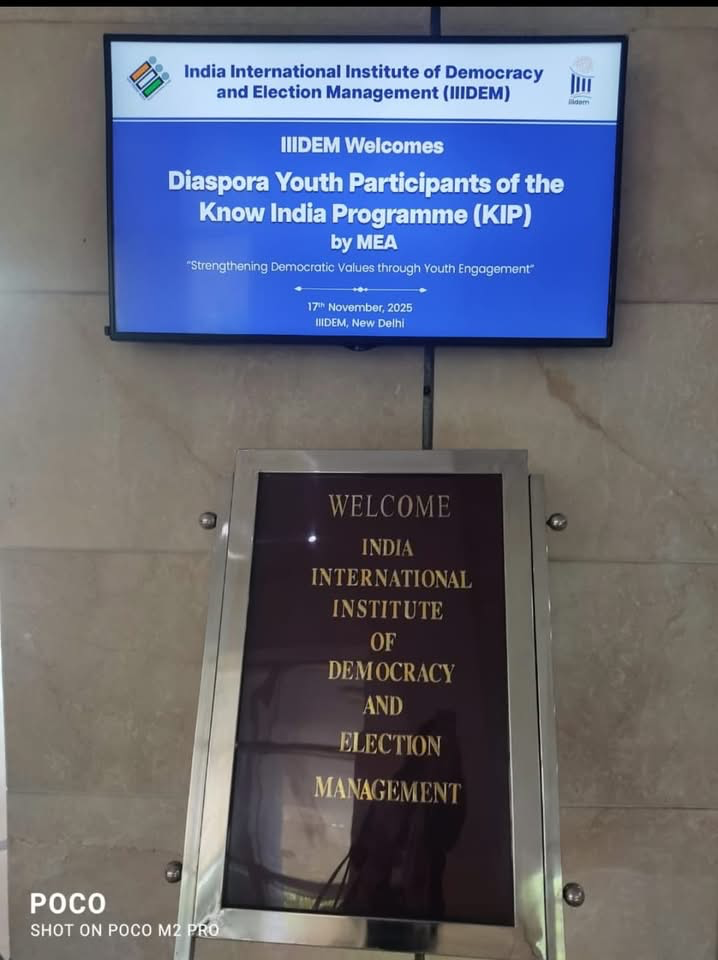 India International Institute of Democracy
and Election Management (IIIDEM)
iiidem
IIIDEM Welcomes
Diaspora Youth Participants of the
Know India Programme (KIP)
by MEA
"Strengthening Democratic Values through Youth Engagement"
17th November, 2025
IIIDEM, New Delhi
WELCOME
INDIA
INTERNATIONAL
INSTITUTE
OF
DEMOCRACY
AND
ELECTION
MANAGEMENT
POCO
SHOT ON POCO M2 PRO